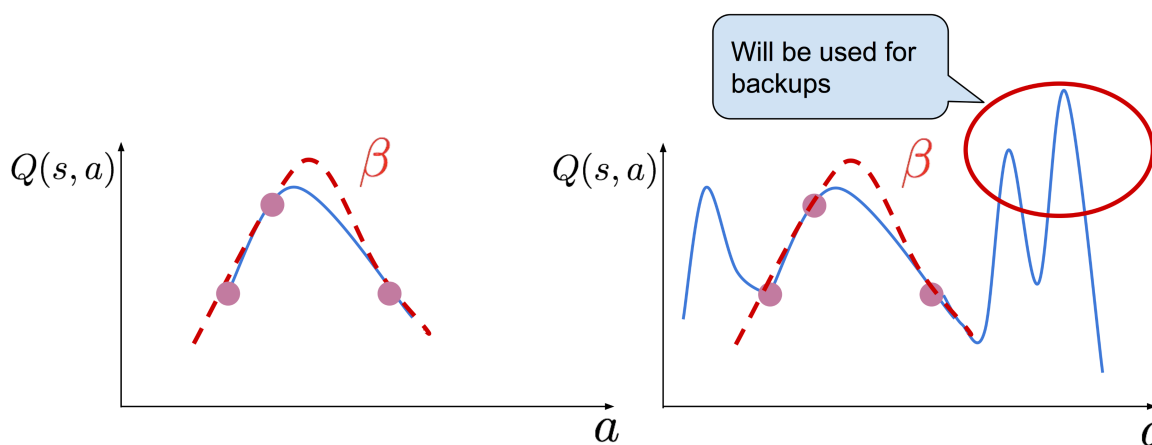 Will be used for
backups
Q(s, a)
β
a
Q(s, a)
β